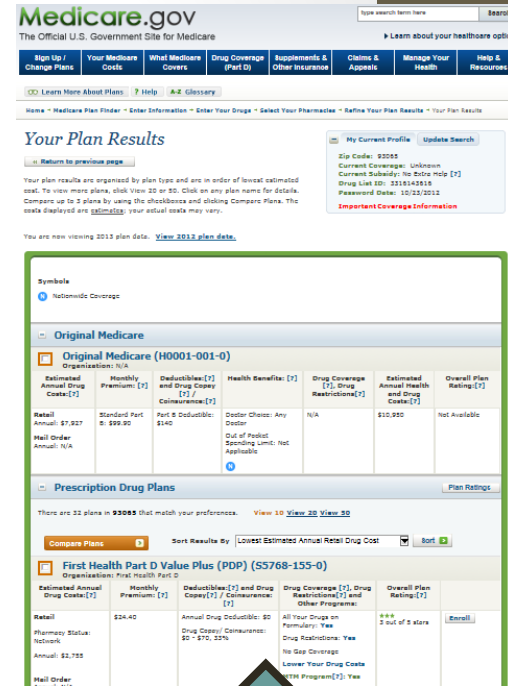 Medicare.gov
The Official U.S. Government Site for Medicare
type search term here
Searc
Learn about your healthcare opti
Sign Up / Change Plans
Your Medicare Costs
What Medicare Covers
Drug Coverage (Part D)
Supplements & Other Insurance
Claims & Appeals
Manage Your Health
Help & Resources
Learn More About Plans ? Help A-Z Glossary
Home → Medicare Plan Finder → Enter Information → Enter Your Drugs → Select Your Pharmacies → Refine Your Plan Results → Your Plan Results
Your Plan Results
« Return to previous page
Your plan results are organized by plan type and are in order of lowest estimated
cost. To view more plans, click View 20 or 50. Click on any plan name for details.
Compare up to 3 plans by using the checkboxes and clicking Compare Plans. The
costs displayed are estimates; your actual costs may vary.
My Current Profile Update Search
Zip Code: 93065
Current Coverage: Unknown
Current Subsidy: No Extra Help [?]
Drug List ID: 3316143816
Password Date: 10/23/2012
Important Coverage Information
You are now viewing 2013 plan data. View 2012 plan data.
Symbols
N Nationwide Coverage
Original Medicare
Original Medicare (H0001-001-0)
Organization: N/A
Estimated Annual Drug Costs:[?]
Monthly Premium: [?]
Deductibles:[?] and Drug Copay [?] / Coinsurance:[?]
Health Benefits: [?]
Drug Coverage [?], Drug Restrictions[?]
Estimated Annual Health and Drug Costs:[?]
Overall Plan Rating:[?]
Retail
Annual: $7,927
Mail Order
Annual: N/A
Standard Part B: $99.90
Part B Deductible: $140
Doctor Choice: Any Doctor
Out of Pocket Spending Limit: Not Applicable
N
N/A
$10,950
Not Available
Prescription Drug Plans
Plan Ratings
There are 32 plans in 93065 that match your preferences. View 10 View 20 View 50
Compare Plans
Sort Results By Lowest Estimated Annual Retail Drug Cost
Sort
First Health Part D Value Plus (PDP) (S5768-155-0)
Organization: First Health Part D
Estimated Annual Drug Costs:[?]
Monthly Premium: [?]
Deductibles:[?] and Drug Copay[?] / Coinsurance: [?]
Drug Coverage [?], Drug Restrictions[?] and Other Programs:
Overall Plan Rating:[?]
Retail
Pharmacy Status: Network
Annual: $2,755
Mail Order
$24.40
Annual Drug Deductible: $0
Drug Copay/ Coinsurance: $0 - $70, 33%
All Your Drugs on Formulary: Yes
Drug Restrictions: Yes
No Gap Coverage
Lower Your Drug Costs
MTM Program[?]: Yes
3 out of 5 stars
Enroll